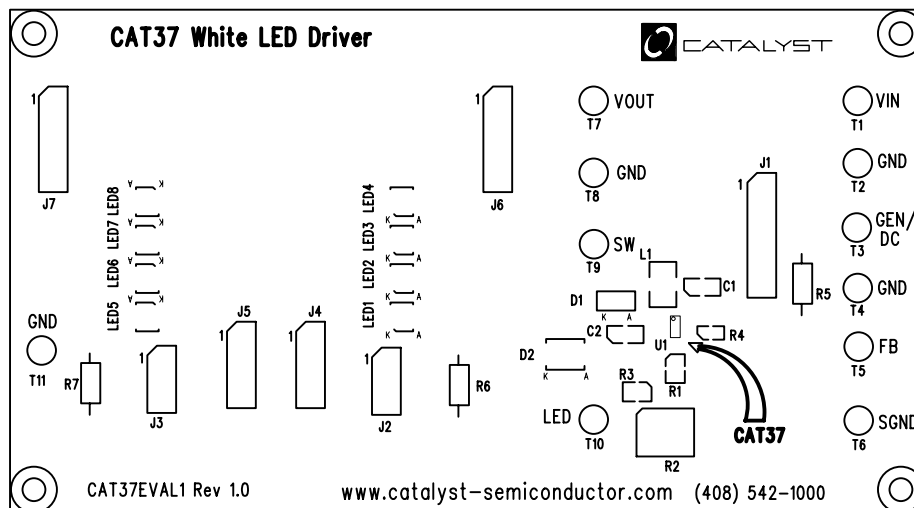 CAT37 White LED Driver
CATALYST
1
J7
1
J6
VOUT
T7
GND
T8
SW
T9
VIN
T1
GND
T2
GEN/
DC
T3
GND
T4
FB
T5
SGND
T6
J1
1
R5
L1
C1
D1
K A
C2
U1
R4
D2
K A
R3
R1
R2
LED
T10
CAT37
LED8
A K
LED7
A K
LED6
A K
LED5
A K
LED4
K A
LED3
K A
LED2
K A
LED1
K A
GND
T11
R7
1
J3
J5
1
J4
1
1
J2
R6
CAT37EVAL1 Rev 1.0
www.catalyst-semiconductor.com (408) 542-1000